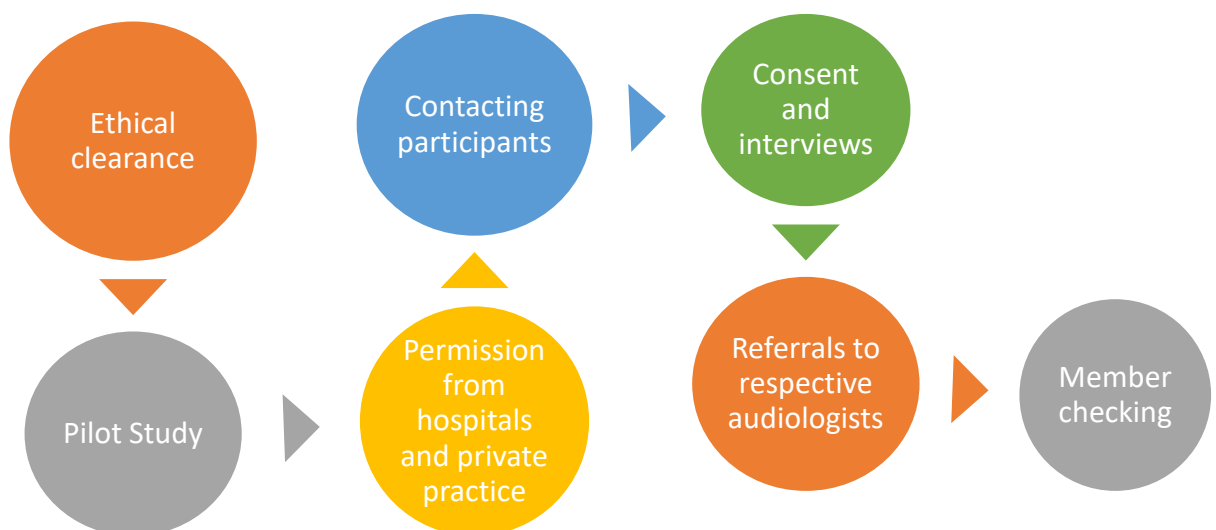 Ethical
clearance
Pilot Study
Permission
from
hospitals
and private
practice
Contacting
participants
Consent
and
interviews
Referrals to
respective
audiologists
Member
checking